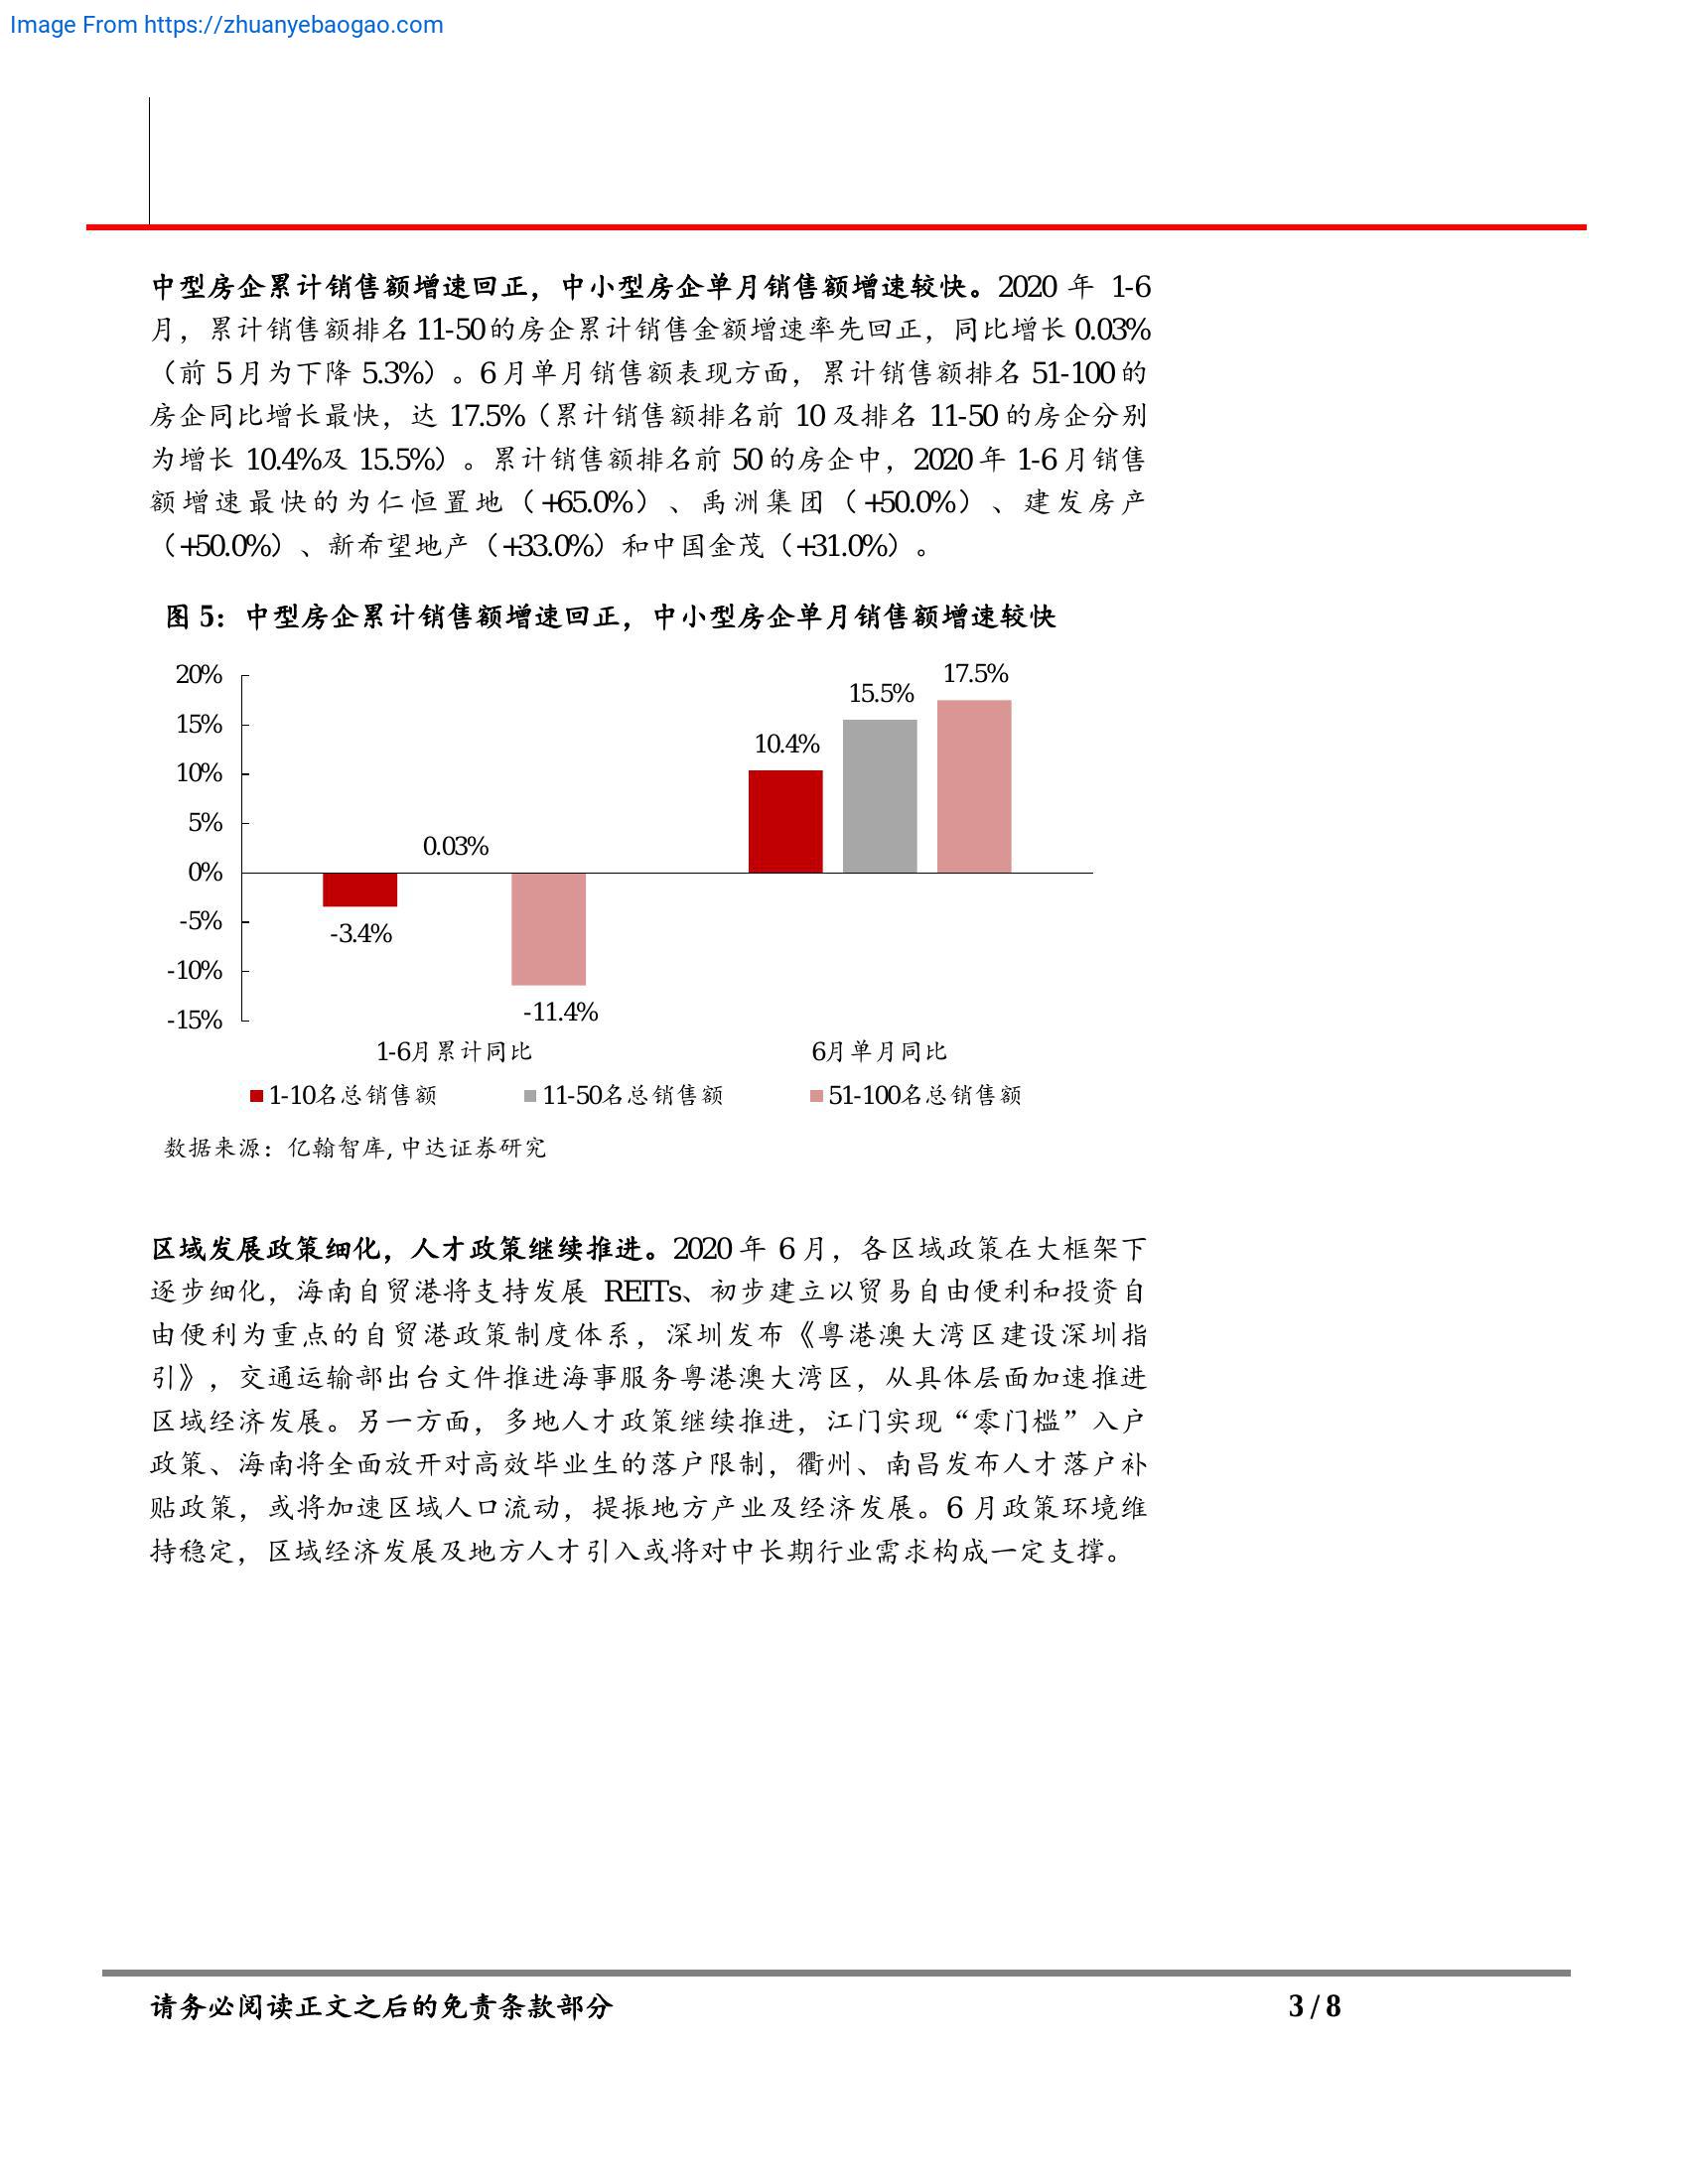 Image From https://zhuanyebaogao.com
中型房企累计销售额增速回正，中小型房企单月销售额增速较快。2020 年 1-6
月，累计销售额排名 11-50 的房企累计销售金额增速率先回正，同比增长 0.03%
（前 5 月为下降 5.3%）。6 月单月销售额表现方面，累计销售额排名 51-100 的
房企同比增长最快，达 17.5%（累计销售额排名前 10 及排名 11-50 的房企分别
为增长 10.4%及 15.5%）。累计销售额排名前 50 的房企中，2020 年 1-6 月销售
额增速最快的为仁恒置地（+65.0%）、禹洲集团（+50.0%）、建发房产
（+50.0%）、新希望地产（+33.0%）和中国金茂（+31.0%）。
图 5：中型房企累计销售额增速回正，中小型房企单月销售额增速较快
20%
15%
10%
5%
0%
-5%
-10%
-15%
-3.4%
0.03%
-11.4%
10.4%
15.5%
17.5%
1-6月累计同比
6月单月同比
1-10名总销售额
11-50名总销售额
51-100名总销售额
数据来源：亿翰智库, 中达证券研究
区域发展政策细化，人才政策继续推进。2020 年 6 月，各区域政策在大框架下
逐步细化，海南自贸港将支持发展 REITs、初步建立以贸易自由便利和投资自
由便利为重点的自贸港政策制度体系，深圳发布《粤港澳大湾区建设深圳指
引》，交通运输部出台文件推进海事服务粤港澳大湾区，从具体层面加速推进
区域经济发展。另一方面，多地人才政策继续推进，江门实现“零门槛”入户
政策、海南将全面放开对高效毕业生的落户限制，衢州、南昌发布人才落户补
贴政策，或将加速区域人口流动，提振地方产业及经济发展。6 月政策环境维
持稳定，区域经济发展及地方人才引入或将对中长期行业需求构成一定支撑。
请务必阅读正文之后的免责条款部分
3 / 8